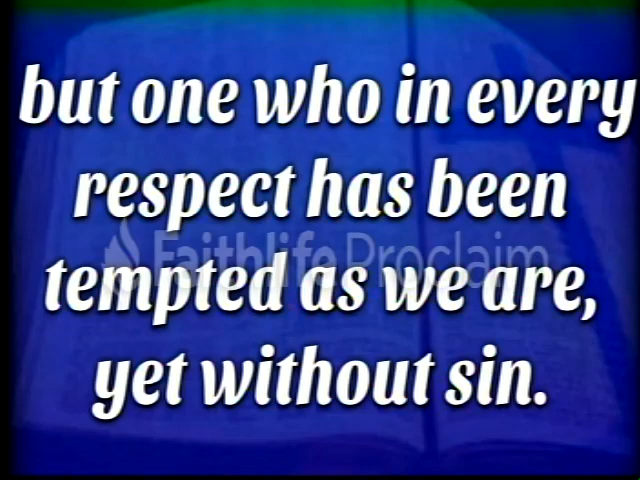 but one who in every
respect has been
Faithlife Proclaim
tempted as we are,
yet without sin.